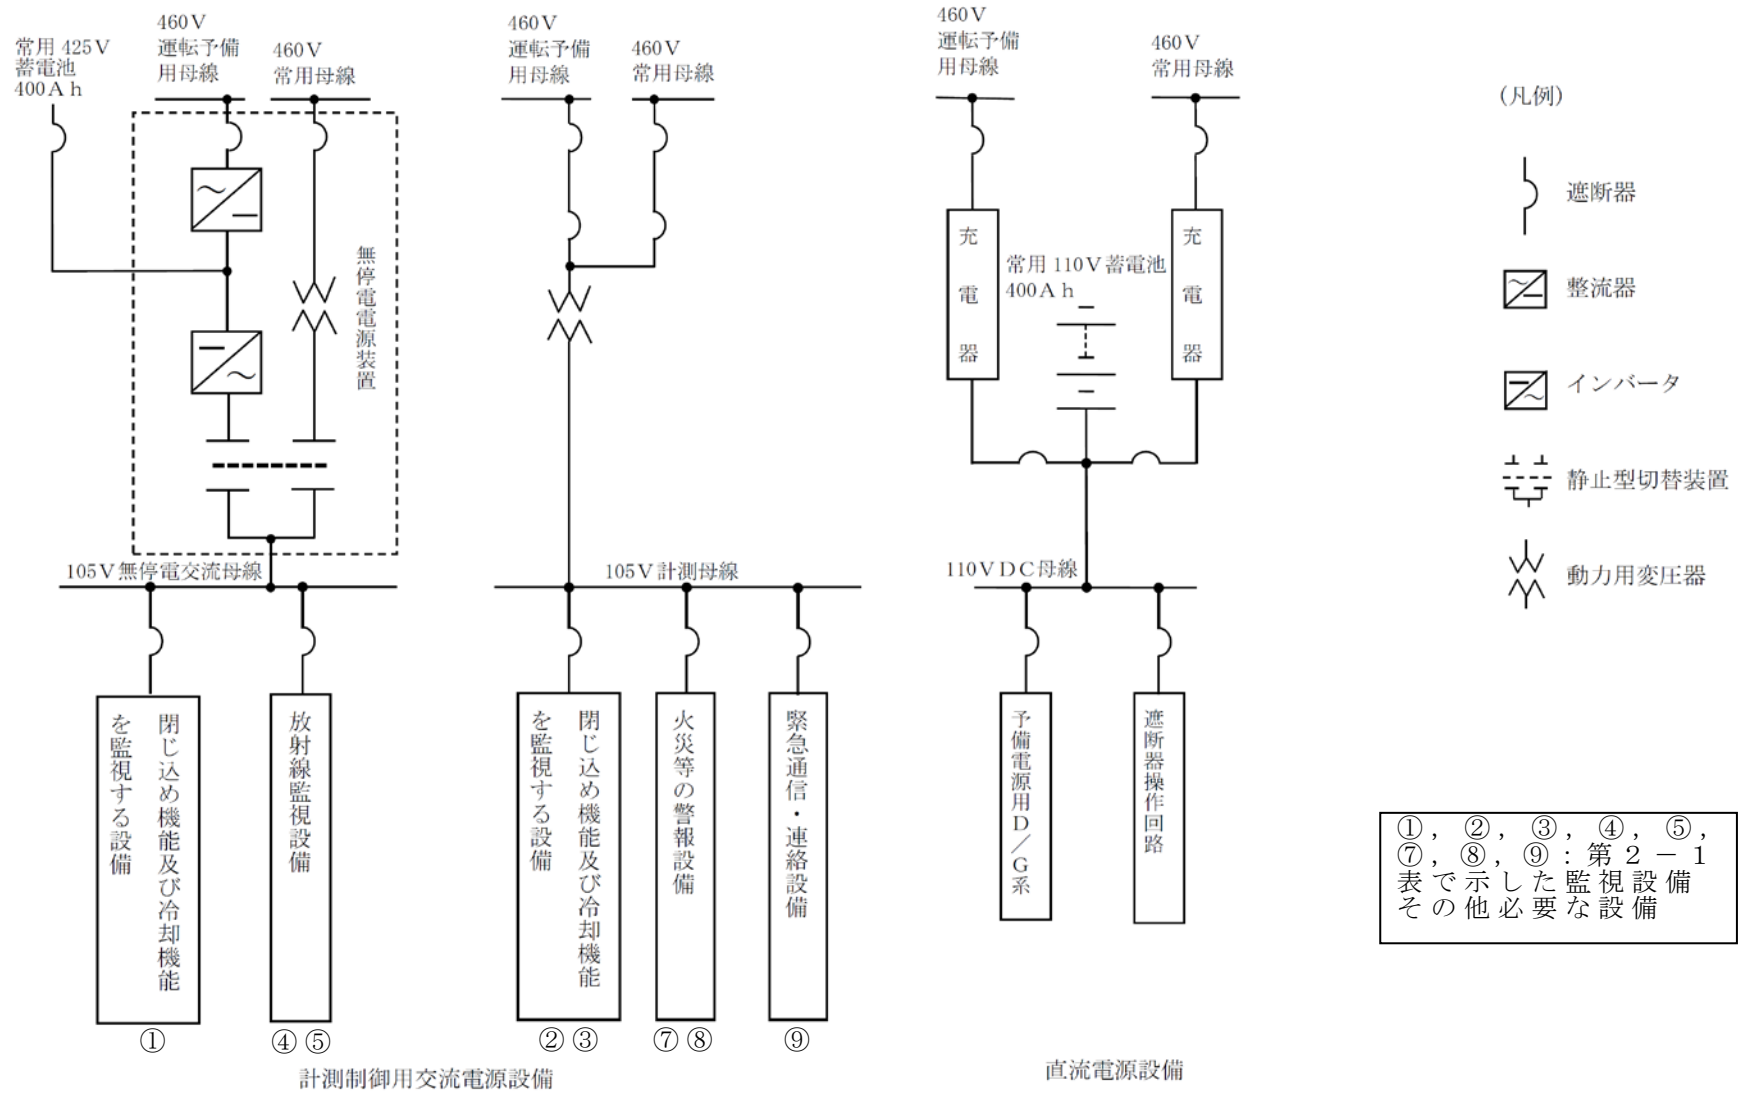 常用 425V
蓄電池
400Ah
460V
運転予備
用母線
460V
常用母線
無停電電源装置
105V無停電交流母線
閉じ込め機能及び冷却機能
を監視する設備
①
放射線監視設備
④⑤
460V
運転予備
用母線
460V
常用母線
105V計測母線
閉じ込め機能及び冷却機能
を監視する設備
②③
火災等の警報設備
⑦⑧
緊急通信・連絡設備
⑨
計測制御用交流電源設備
460V
運転予備
用母線
460V
常用母線
充電器
常用 110V蓄電池
400Ah
充電器
110VDC母線
予備電源用D/G系
遮断器操作回路
直流電源設備
(凡例)
遮断器
整流器
インバータ
静止型切替装置
動力用変圧器
①, ②, ③, ④, ⑤,
⑦, ⑧, ⑨:第2-1
表で示した監視設備
その他必要な設備